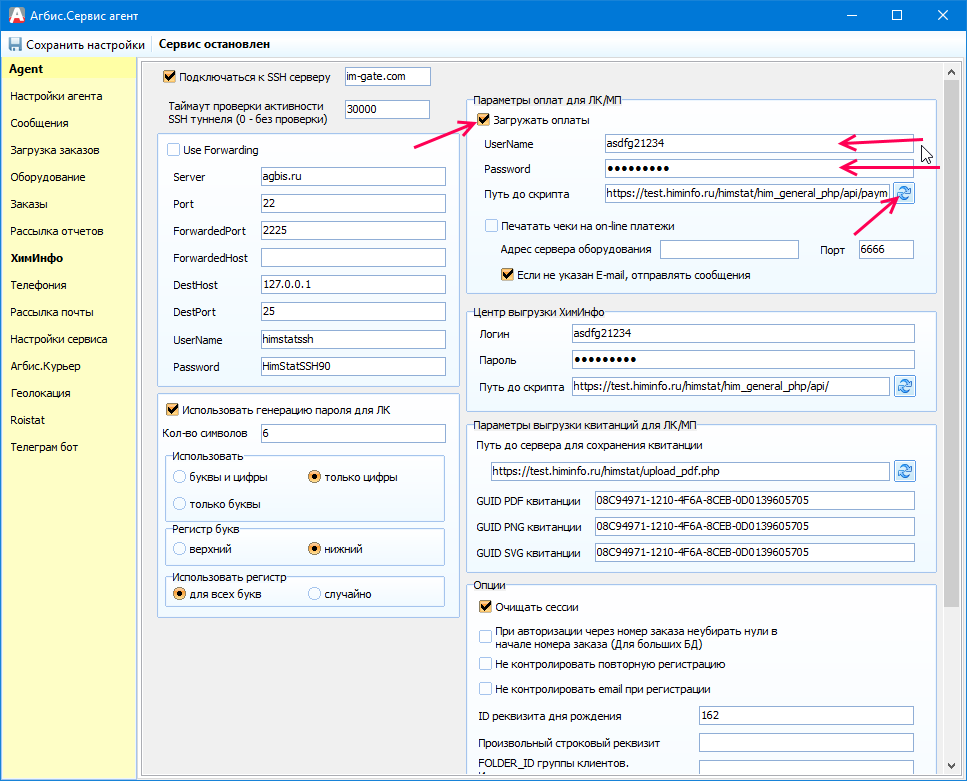 Агбис.Сервис агент
Сохранить настройки
Сервис остановлен
Agent
Настройки агента
Сообщения
Загрузка заказов
Оборудование
Заказы
Рассылка отчетов
ХимИнфо
Телефония
Рассылка почты
Настройки сервиса
Агбис.Курьер
Геолокация
Roistat
Телеграм бот
Подключаться к SSH серверу im-gate.com
Таймаут проверки активности
SSH туннеля (0 - без проверки) 30000
Use Forwarding
Server agbis.ru
Port 22
ForwardedPort 2225
ForwardedHost
DestHost 127.0.0.1
DestPort 25
UserName himstatssh
Password HimStatSSH90
Использовать генерацию пароля для ЛК
Кол-во символов 6
Использовать
буквы и цифры только цифры
только буквы
Регистр букв
верхний нижний
Использовать регистр
для всех букв случайно
Параметры оплат для ЛК/МП
Загружать оплаты
UserName asdfg21234
Password ●●●●●●●●●
Путь до скрипта https://test.himinfo.ru/himstat/him_general_php/api/paym
Печатать чеки на on-line платежи
Адрес сервера оборудования Порт 6666
Если не указан E-mail, отправлять сообщения
Центр выгрузки ХимИнфо
Логин asdfg21234
Пароль ●●●●●●●●●
Путь до скрипта https://test.himinfo.ru/himstat/him_general_php/api/
Параметры выгрузки квитанций для ЛК/МП
Путь до сервера для сохранения квитанции
https://test.himinfo.ru/himstat/upload_pdf.php
GUID PDF квитанции 08C94971-1210-4F6A-8CEB-0D0139605705
GUID PNG квитанции 08C94971-1210-4F6A-8CEB-0D0139605705
GUID SVG квитанции 08C94971-1210-4F6A-8CEB-0D0139605705
Опции
Очищать сессии
При авторизации через номер заказа неубирать нули в
начале номера заказа (Для больших БД)
Не контролировать повторную регистрацию
Не контролировать email при регистрации
ID реквизита дня рождения 162
Произвольный строковый реквизит
FOLDER_ID группы клиентов.